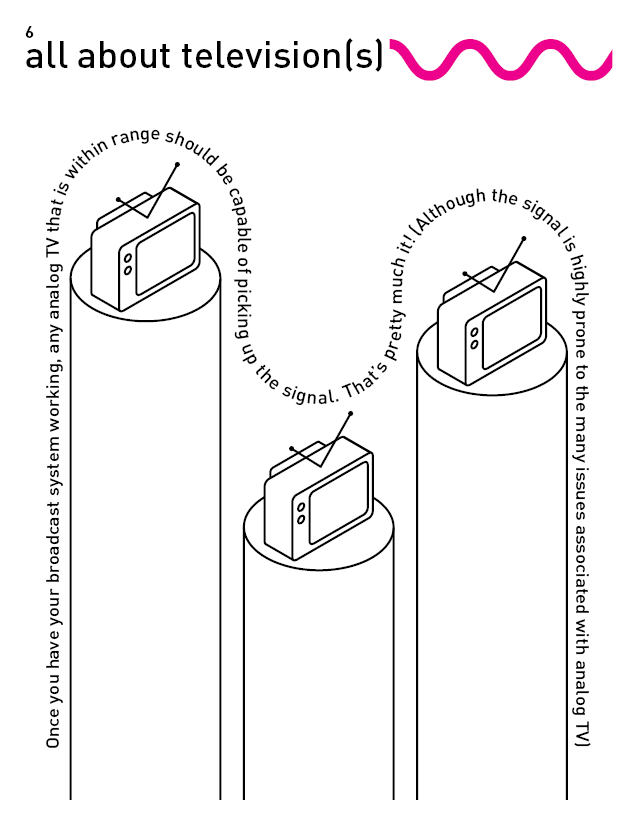 6
all about television(s)
Once you have your broadcast system working, any analog TV that is within range should be capable of picking up the signal. That's pretty much it! (Although the signal is highly prone to the many issues associated with analog TV)